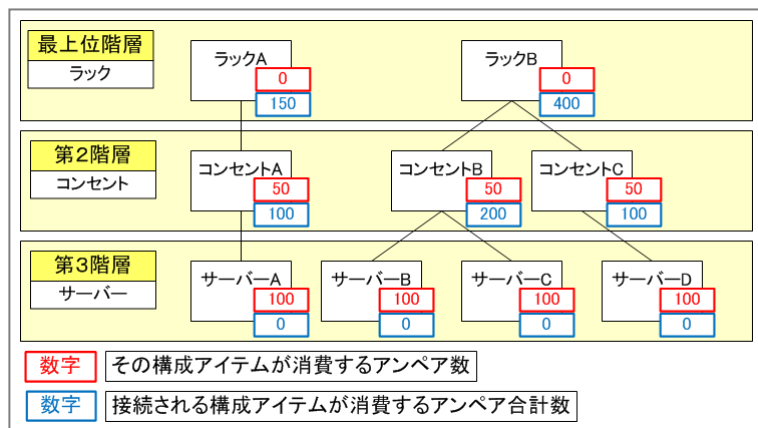 最上位階層
ラック
ラックA
0
150
ラックB
0
400
第2階層
コンセント
コンセントA
50
100
コンセントB
50
200
コンセントC
50
100
第3階層
サーバー
サーバーA
100
0
サーバーB
100
0
サーバーC
100
0
サーバーD
100
0
数字 その構成アイテムが消費するアンペア数
数字 接続される構成アイテムが消費するアンペア合計数